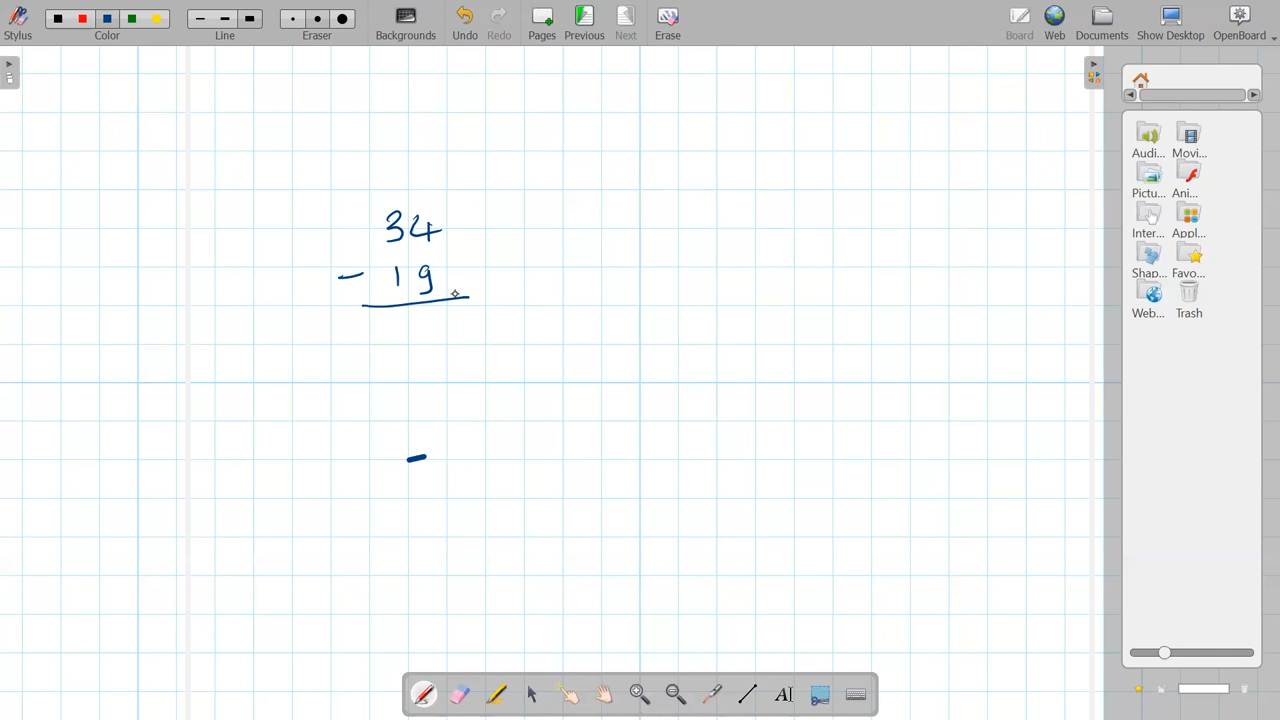 Stylus Color Line Eraser Backgrounds Undo Redo Pages Previous Next Erase Board Web Documents Show Desktop OpenBoard
34
- 19
-
Audi... Movi...
Pictu... Ani...
Inter... Appl...
Shap... Favo...
Web... Trash